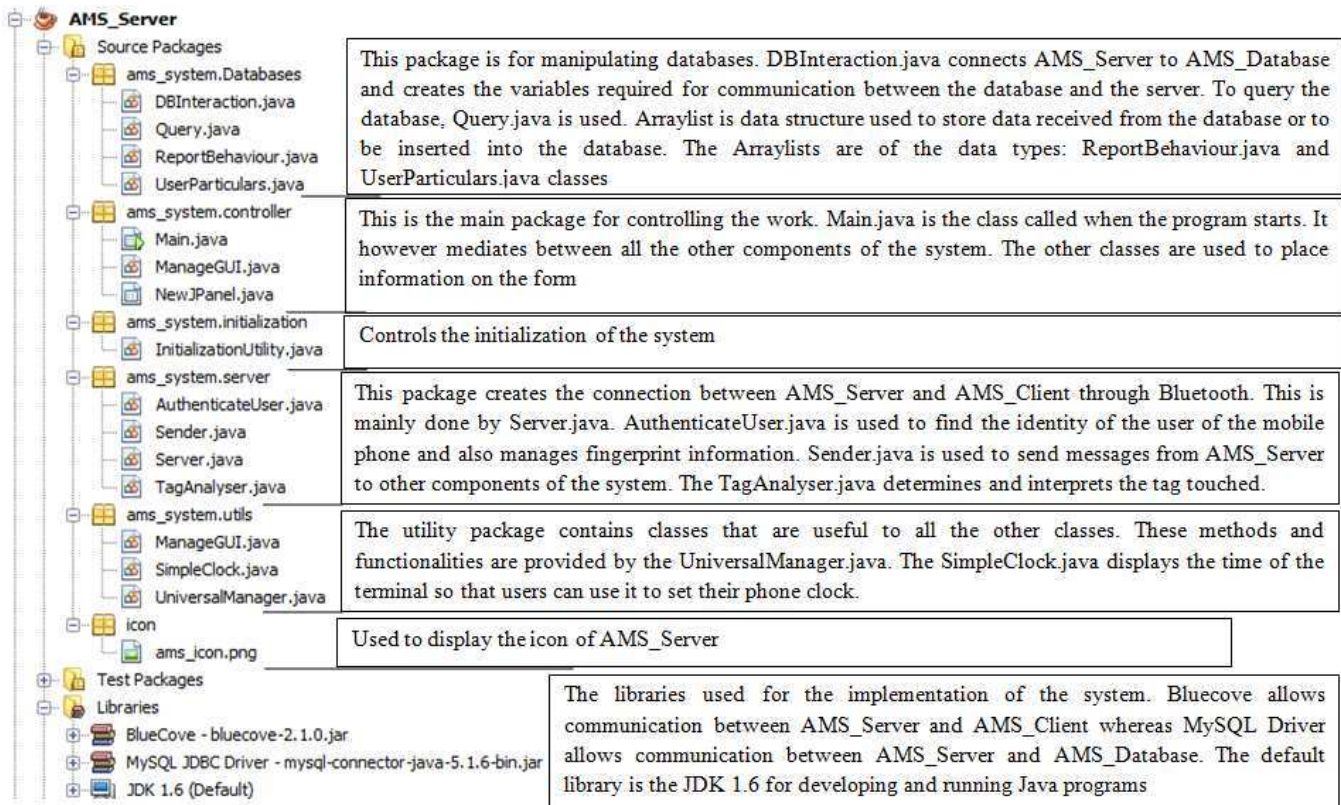 AMS_Server
Source Packages
ams_system.Databases
DBInteraction.java
Query.java
ReportBehaviour.java
UserParticulars.java
This package is for manipulating databases. DBInteraction.java connects AMS_Server to AMS_Database
and creates the variables required for communication between the database and the server. To query the
database, Query.java is used. Arraylist is data structure used to store data received from the database or to
be inserted into the database. The Arraylists are of the data types: ReportBehaviour.java and
UserParticulars.java classes
ams_system.controller
Main.java
ManageGUI.java
NewJPanel.java
This is the main package for controlling the work. Main.java is the class called when the program starts. It
however mediates between all the other components of the system. The other classes are used to place
information on the form
ams_system.initialization
InitializationUtility.java
Controls the initialization of the system
ams_system.server
AuthenticateUser.java
Sender.java
Server.java
TagAnalyser.java
This package creates the connection between AMS_Server and AMS_Client through Bluetooth. This is
mainly done by Server.java. AuthenticateUser.java is used to find the identity of the user of the mobile
phone and also manages fingerprint information. Sender.java is used to send messages from AMS_Server
to other components of the system. The TagAnalyser.java determines and interprets the tag touched.
ams_system.utils
ManageGUI.java
SimpleClock.java
UniversalManager.java
The utility package contains classes that are useful to all the other classes. These methods and
functionalities are provided by the UniversalManager.java. The SimpleClock.java displays the time of the
terminal so that users can use it to set their phone clock.
icon
ams_icon.png
Used to display the icon of AMS_Server
Test Packages
Libraries
BlueCove - bluecove-2.1.0.jar
MySQL JDBC Driver - mysql-connector-java-5.1.6-bin.jar
JDK 1.6 (Default)
The libraries used for the implementation of the system. Bluecove allows
communication between AMS_Server and AMS_Client whereas MySQL Driver
allows communication between AMS_Server and AMS_Database. The default
library is the JDK 1.6 for developing and running Java programs